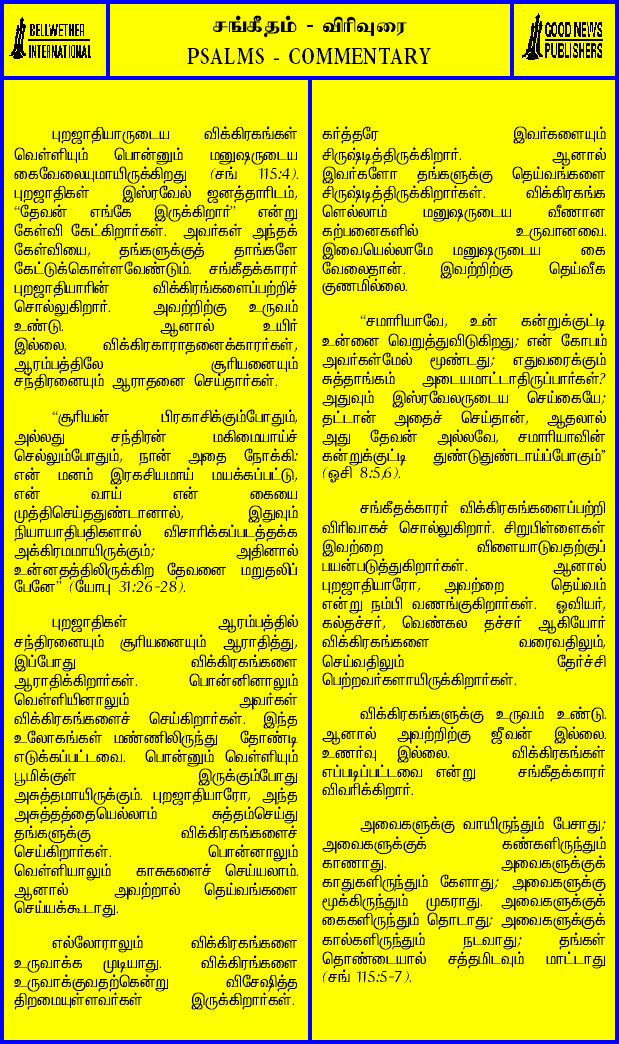 BELLWETHER
INTERNATIONAL
சங்கீதம் - விரிவுரை
PSALMS - COMMENTARY
GOOD NEWS
PUBLISHERS
புறஜாதியாருடைய விக்கிரகங்கள்
வெள்ளியும் பொன்னும் மனுஷருடைய
கைவேலையுமாயிருக்கிறது (சங் 115:4).
புறஜாதிகள் இஸ்ரவேல் ஜனத்தாரிடம்,
“தேவன் எங்கே இருக்கிறார்” என்று
கேள்வி கேட்கிறார்கள். அவர்கள் அந்தக்
கேள்வியை, தங்களுக்குத் தாங்களே
கேட்டுக்கொள்ளவேண்டும். சங்கீதக்காரர்
புறஜாதியாரின் விக்கிரங்களைப்பற்றிச்
சொல்லுகிறார். அவற்றிற்கு உருவம்
உண்டு. ஆனால் உயிர்
இல்லை. விக்கிரகாராதனைக்காரர்கள்,
ஆரம்பத்திலே சூரியனையும்
சந்திரனையும் ஆராதனை செய்தார்கள்.
“சூரியன் பிரகாசிக்கும்போதும்,
அல்லது சந்திரன் மகிமையாய்ச்
செல்லும்போதும், நான் அதை நோக்கி:
என் மனம் இரகசியமாய் மயக்கப்பட்டு,
என் வாய் என் கையை
முத்திசெய்ததுண்டானால், இதுவும்
நியாயாதிபதிகளால் விசாரிக்கப்படத்தக்க
அக்கிரமமாயிருக்கும்; அதினால்
உன்னதத்திலிருக்கிற தேவனை மறுதலிப்
பேனே” (யோபு 31:26-28).
புறஜாதிகள் ஆரம்பத்தில்
சந்திரனையும் சூரியனையும் ஆராதித்து,
இப்போது விக்கிரகங்களை
ஆராதிக்கிறார்கள். பொன்னினாலும்
வெள்ளியினாலும் அவர்கள்
விக்கிரகங்களைச் செய்கிறார்கள். இந்த
உலோகங்கள் மண்ணிலிருந்து தோண்டி
எடுக்கப்பட்டவை. பொன்னும் வெள்ளியும்
பூமிக்குள் இருக்கும்போது
அசுத்தமாயிருக்கும். புறஜாதியாரோ, அந்த
அசுத்தத்தையெல்லாம் சுத்தம்செய்து
தங்களுக்கு விக்கிரகங்களைச்
செய்கிறார்கள். பொன்னாலும்
வெள்ளியாலும் காசுகளைச் செய்யலாம்.
ஆனால் அவற்றால் தெய்வங்களை
செய்யக்கூடாது.
எல்லோராலும் விக்கிரகங்களை
உருவாக்க முடியாது. விக்கிரங்களை
உருவாக்குவதற்கென்று விசேஷித்த
திறமையுள்ளவர்கள் இருக்கிறார்கள்.
கர்த்தரே இவர்களையும்
சிருஷ்டித்திருக்கிறார். ஆனால்
இவர்களோ தங்களுக்கு தெய்வங்களை
சிருஷ்டித்திருக்கிறார்கள். விக்கிரகங்க
ளெல்லாம் மனுஷருடைய வீணான
கற்பனைகளில் உருவானவை.
இவையெல்லாமே மனுஷருடைய கை
வேலைதான். இவற்றிற்கு தெய்வீக
குணமில்லை.
“சமாரியாவே, உன் கன்றுக்குட்டி
உன்னை வெறுத்துவிடுகிறது; என் கோபம்
அவர்கள்மேல் மூண்டது; எதுவரைக்கும்
சுத்தாங்கம் அடையமாட்டாதிருப்பார்கள்?
அதுவும் இஸ்ரவேலருடைய செய்கையே;
தட்டான் அதைச் செய்தான், ஆதலால்
அது தேவன் அல்லவே, சமாரியாவின்
கன்றுக்குட்டி துண்டுதுண்டாய்ப்போகும்”
(ஓசி 8:5,6).
சங்கீதக்காரர் விக்கிரகங்களைப்பற்றி
விரிவாகச் சொல்லுகிறார். சிறுபிள்ளைகள்
இவற்றை விளையாடுவதற்குப்
பயன்படுத்துகிறார்கள். ஆனால்
புறஜாதியாரோ, அவற்றை தெய்வம்
என்று நம்பி வணங்குகிறார்கள். ஓவியர்,
கல்தச்சர், வெண்கல தச்சர் ஆகியோர்
விக்கிரகங்களை வரைவதிலும்,
செய்வதிலும் தேர்ச்சி
பெற்றவர்களாயிருக்கிறார்கள்.
விக்கிரகங்களுக்கு உருவம் உண்டு.
ஆனால் அவற்றிற்கு ஜீவன் இல்லை.
உணர்வு இல்லை. விக்கிரகங்கள்
எப்படிப்பட்டவை என்று சங்கீதக்காரர்
விவரிக்கிறார்.
அவைகளுக்கு வாயிருந்தும் பேசாது;
அவைகளுக்குக் கண்களிருந்தும்
காணாது. அவைகளுக்குக்
காதுகளிருந்தும் கேளாது; அவைகளுக்கு
மூக்கிருந்தும் முகராது. அவைகளுக்குக்
கைகளிருந்தும் தொடாது; அவைகளுக்குக்
கால்களிருந்தும் நடவாது; தங்கள்
தொண்டையால் சத்தமிடவும் மாட்டாது
(சங் 115:5-7).